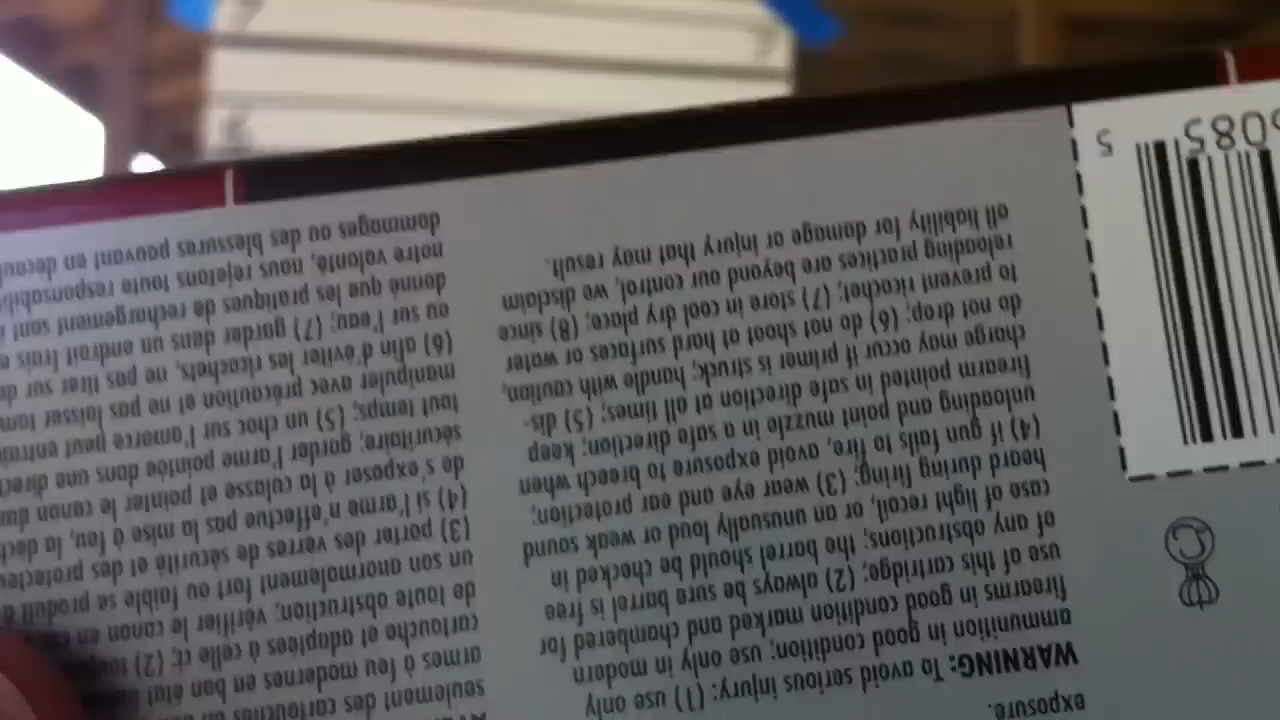 exposure.
WARNING: To avoid serious injury: (1) use only
ammunition in good condition; use only in modern
firearms in good condition marked and chambered for
use of this cartridge; (2) always be sure barrel is free
of any obstructions; the barrel should be checked in
case of light recoil, or an unusually loud or weak sound
heard during firing; (3) wear eye and ear protection;
(4) if gun fails to fire, avoid exposure to breech when
unloading and point muzzle in a safe direction; keep
firearm pointed in safe direction at all times; (5) dis-
charge may occur if primer is struck; handle with caution,
do not drop; (6) do not shoot at hard surfaces or water
to prevent ricochet; (7) store in cool dry place; (8) since
reloading practices are beyond our control, we disclaim
all liability for damage or injury that may result.
seulement des cartouches en
armes à feu modernes en bon état
cartouche et adaptées à celle ci; (2)
de toute obstruction; vérifier le canon en
un son anormalement fort ou faible se produit
(3) porter des verres de sécurité et des
(4) si l'arme n'effectue pas la mise à feu,
de s'exposer à la culasse et pointer le canon
sécuritaire; garder l'arme pointée dans une
tout temps; (5) un choc sur l'amorce peut
manipuler avec précaution et ne pas laisser
(6) afin d'éviter les ricochets, ne pas tirer sur
ou sur l'eau; (7) garder dans un endroit frais
donné que les pratiques de rechargement sont
notre volonté, nous rejetons toute
dommages ou des blessures pouvant en
085
5